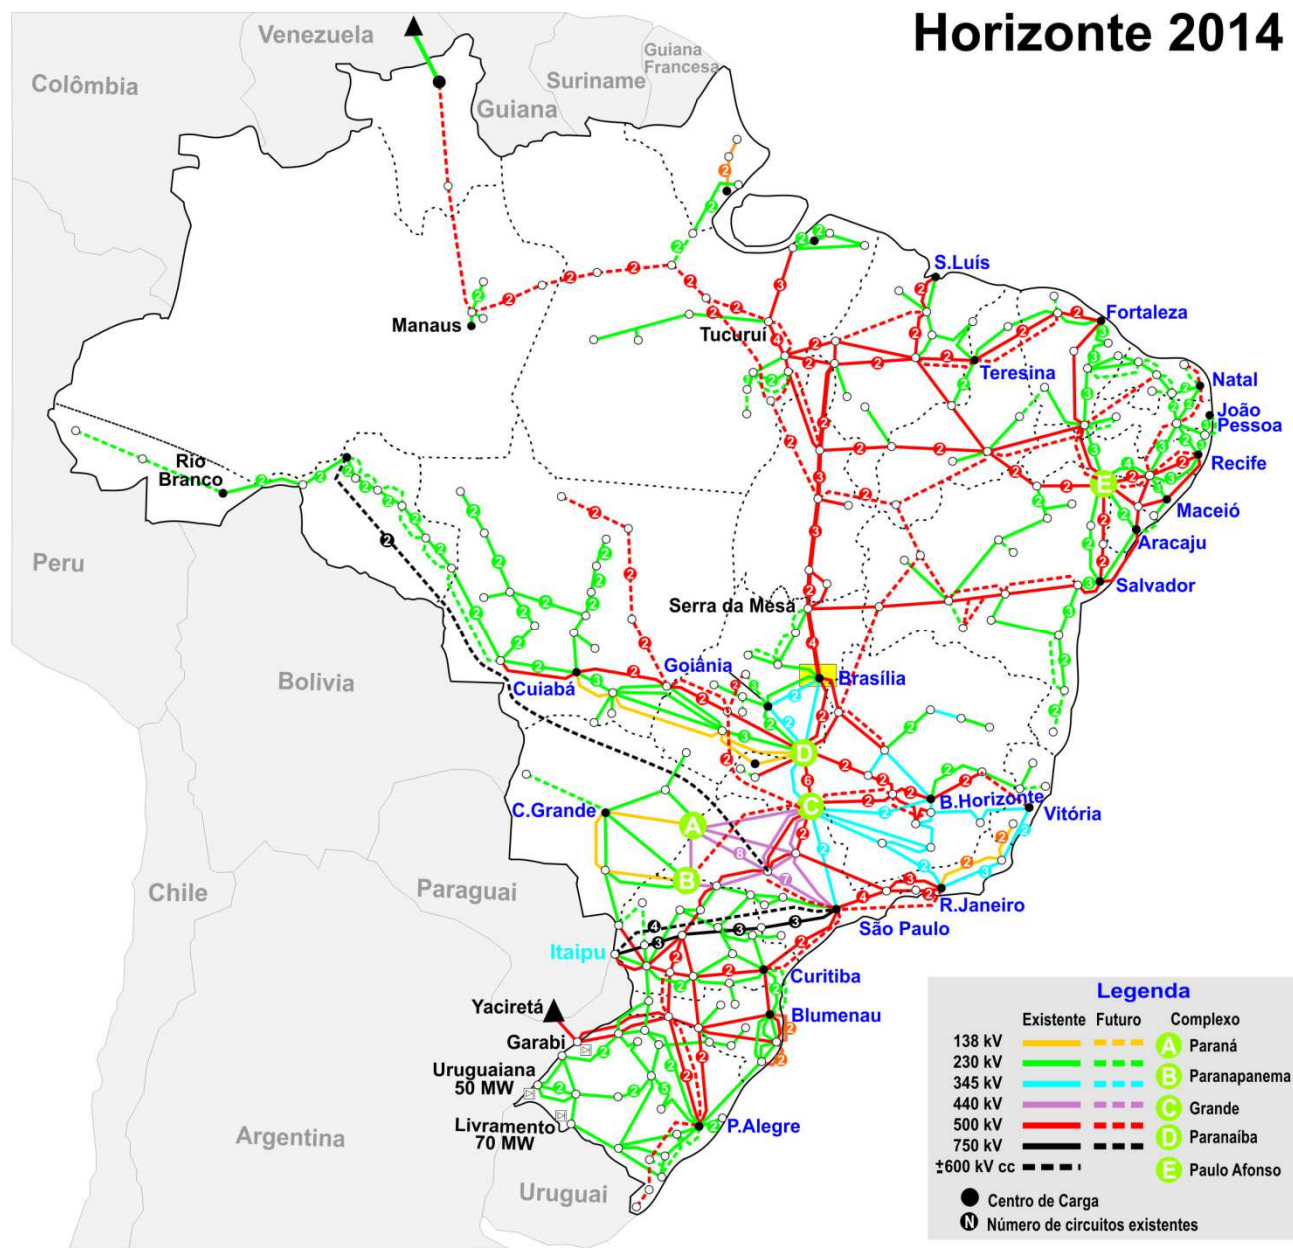 Horizonte 2014
Venezuela
Guiana
Francesa
Suriname
Colômbia
Guiana
S.Luís
Manaus
Tucuruí
Fortaleza
Teresina
Natal
João
Pessoa
Rio
Branco
Recife
Maceió
Aracaju
Peru
Salvador
Serra da Mesa
Goiânia
Brasília
Bolivia
Cuiabá
C.Grande
B.Horizonte
Vitória
Chile
Paraguai
R.Janeiro
São Paulo
Itaipu
Curitiba
Yaciretá
Blumenau
Garabi
Uruguaiana
50 MW
Livramento
70 MW
P.Alegre
Argentina
Uruguai
A
B
C
D
E
Legenda
Existente Futuro Complexo
138 kV A Paraná
230 kV B Paranapanema
345 kV
440 kV C Grande
500 kV D Paranaíba
750 kV
±600 kV cc E Paulo Afonso
Centro de Carga
N Número de circuitos existentes